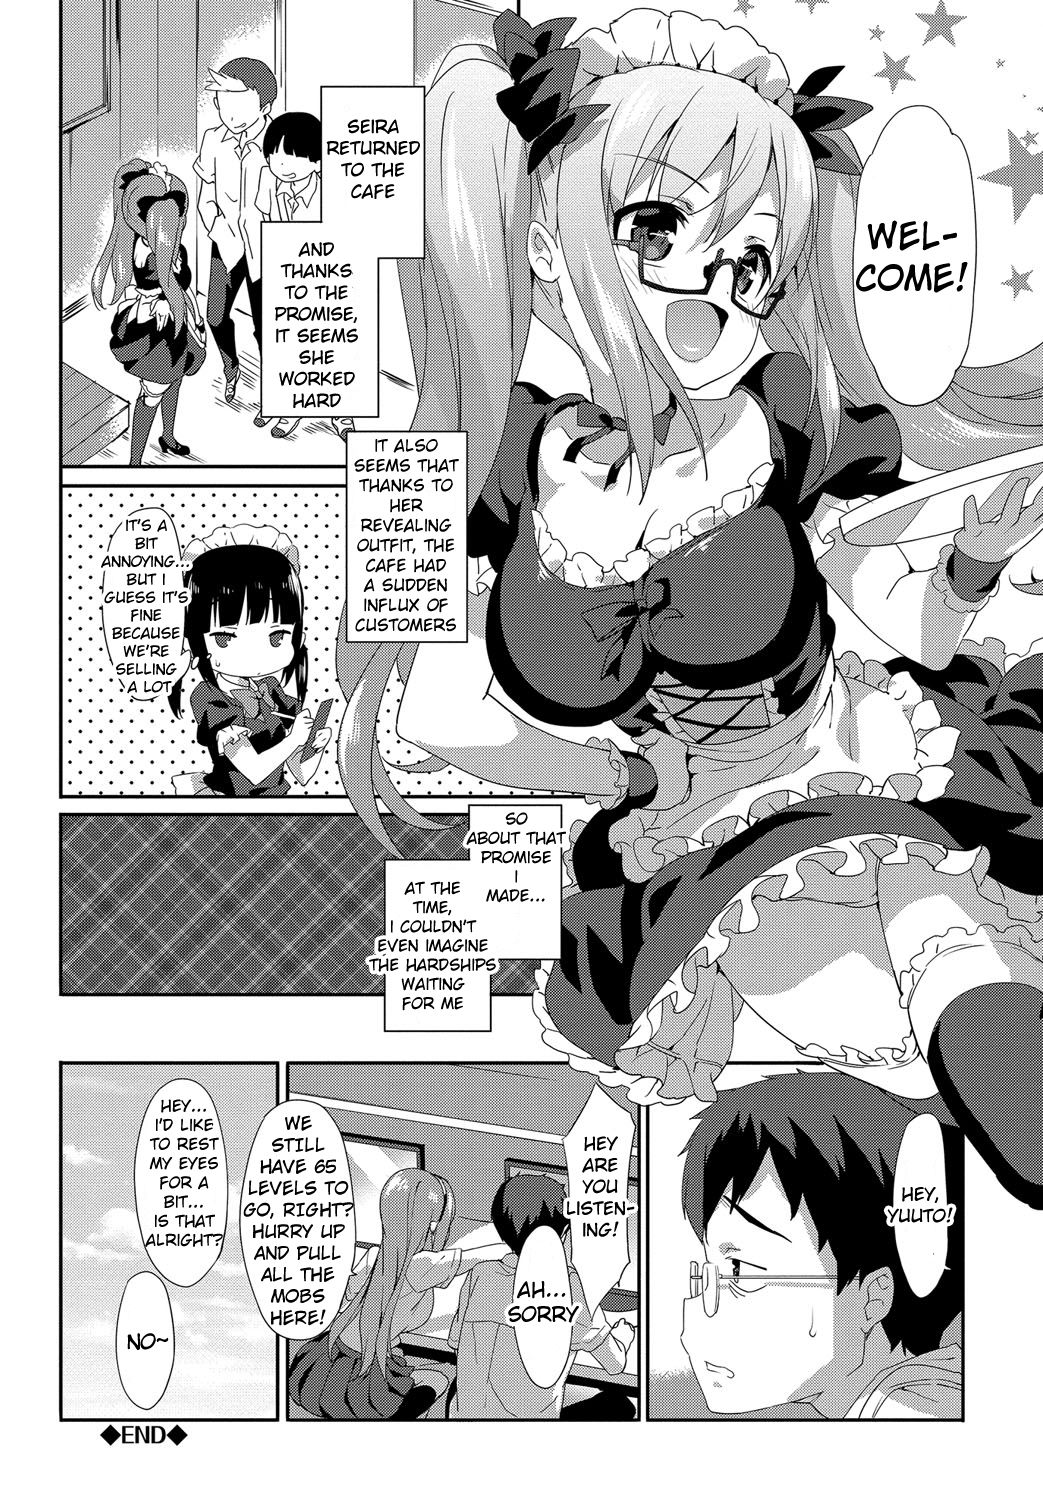 WEL-
COME!
SEIRA
RETURNED
TO THE
CAFE
AND
THANKS
TO THE
PROMISE,
IT SEEMS
SHE
WORKED
HARD
IT ALSO
SEEMS THAT
THANKS TO
HER
REVEALING
OUTFIT, THE
CAFE HAD
A SUDDEN
INFLUX OF
CUSTOMERS
IT'S A
BIT
ANNOYING...
BUT I
GUESS IT'S
FINE
BECAUSE
WE'RE
SELLING
A LOT
SO
ABOUT THAT
PROMISE
I
MADE...
AT THE
TIME,
I COULDN'T
EVEN IMAGINE
THE HARDSHIPS
WAITING
FOR ME
HEY,
YUUTO!
HEY
ARE
YOU
LISTEN-
ING!
AH...
SORRY
WE
STILL
HAVE 65
LEVELS TO
GO, RIGHT?
HURRY UP
AND PULL
ALL THE
MOBS
HERE!
HEY...
I'D LIKE
TO REST
MY EYES
FOR A
BIT...
IS THAT
ALRIGHT?
NO~
◆END◆